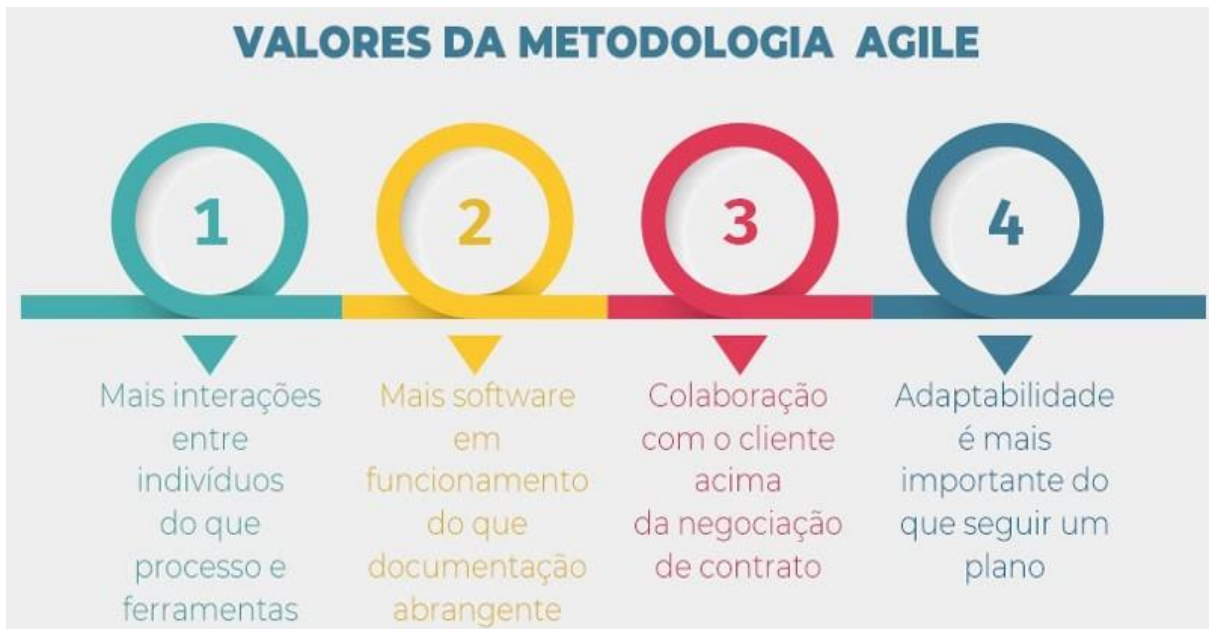 VALORES DA METODOLOGIA AGILE
1
Mais interações
entre
indivíduos
do que
processo e
ferramentas
2
Mais software
em
funcionamento
do que
documentação
abrangente
3
Colaboração
com o cliente
acima
da negociação
de contrato
4
Adaptabilidade
é mais
importante do
que seguir um
plano